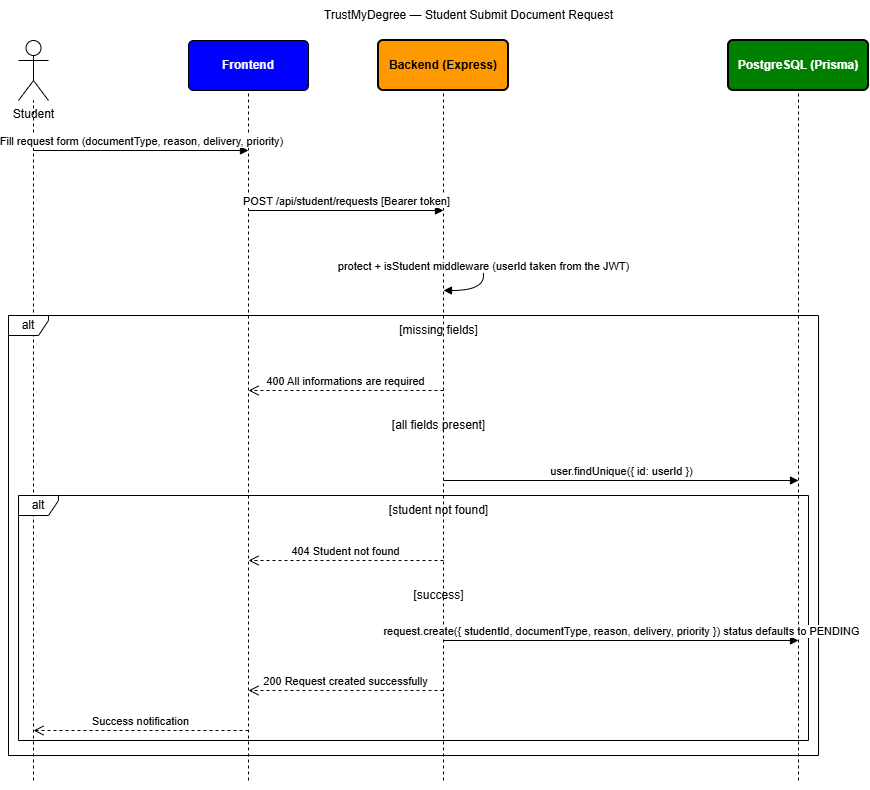 TrustMyDegree — Student Submit Document Request
Frontend
Backend (Express)
PostgreSQL (Prisma)
Student
Fill request form (documentType, reason, delivery, priority)
POST /api/student/requests [Bearer token]
protect + isStudent middleware (userId taken from the JWT)
alt
[missing fields]
400 All informations are required
[all fields present]
user.findUnique({ id: userId })
alt
[student not found]
404 Student not found
[success]
request.create({ studentId, documentType, reason, delivery, priority }) status defaults to PENDING
200 Request created successfully
Success notification